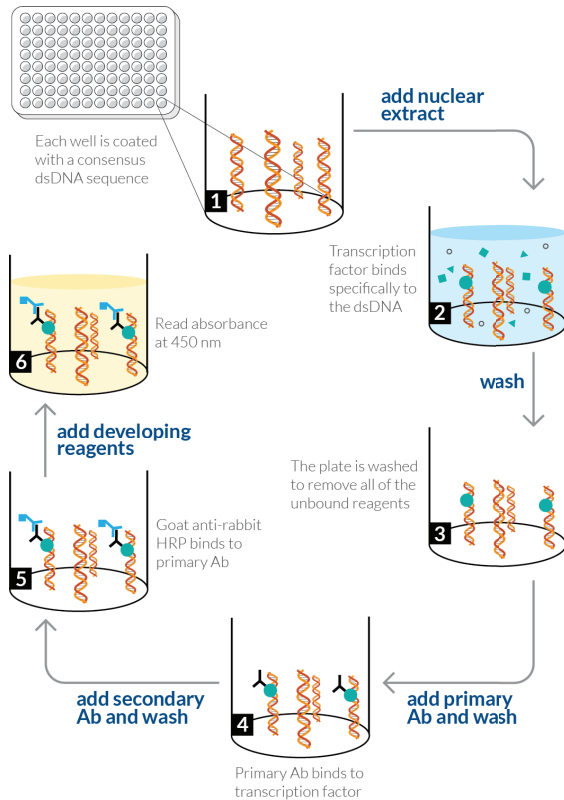 Each well is coated
with a consensus
dsDNA sequence
1
add nuclear
extract
Transcription
factor binds
specifically to
the dsDNA
2
wash
The plate is washed
to remove all of the
unbound reagents
3
add primary
Ab and wash
4
Primary Ab binds to
transcription factor
add secondary
Ab and wash
5
Goat anti-rabbit
HRP binds to
primary Ab
add developing
reagents
6
Read absorbance
at 450 nm